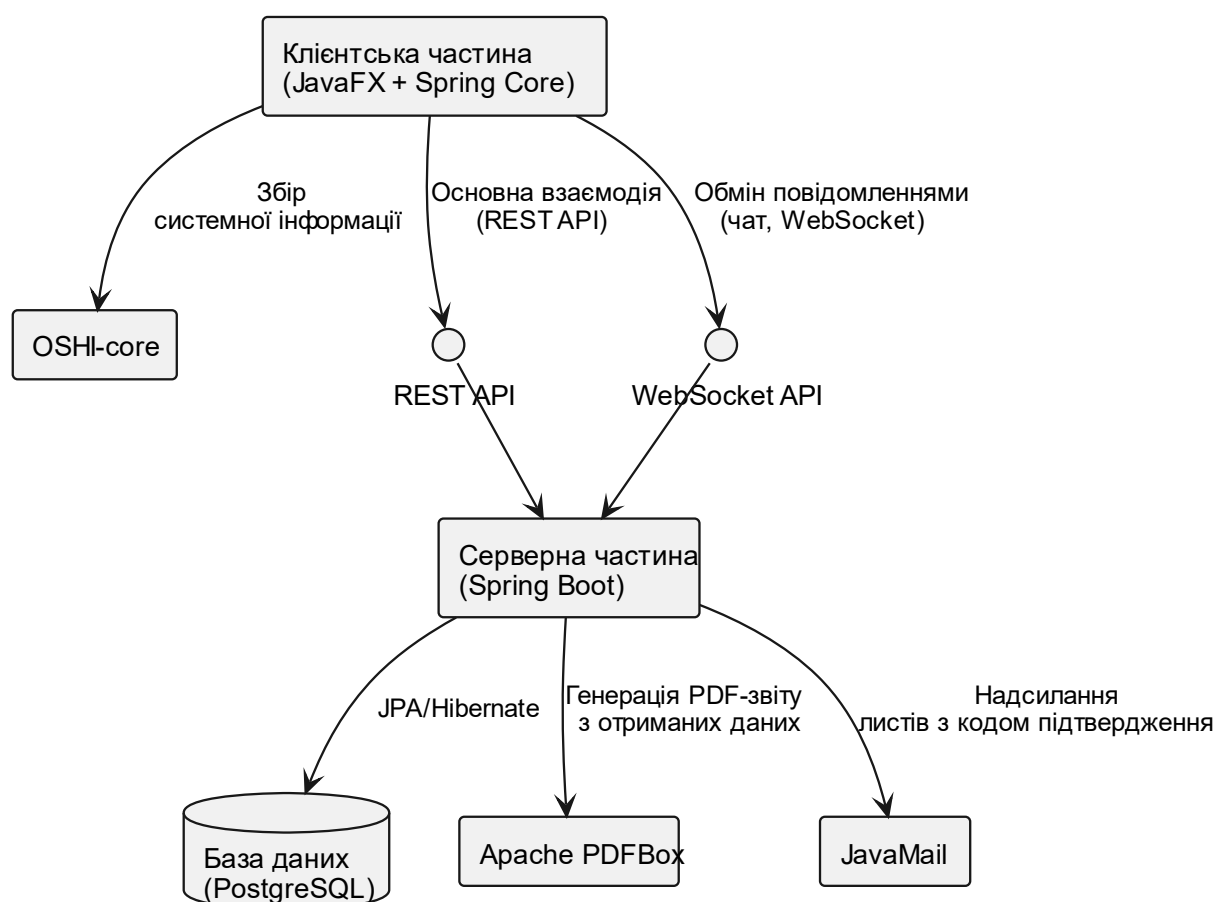 Клієнтська частина
(JavaFX + Spring Core)
Збір
системної інформації
Основна взаємодія
(REST API)
Обмін повідомленнями
(чат, WebSocket)
OSHI-core
REST API
WebSocket API
Серверна частина
(Spring Boot)
JPA/Hibernate
Генерація PDF-звіту
з отриманих даних
Надсилання
листів з кодом підтвердження
База даних
(PostgreSQL)
Apache PDFBox
JavaMail